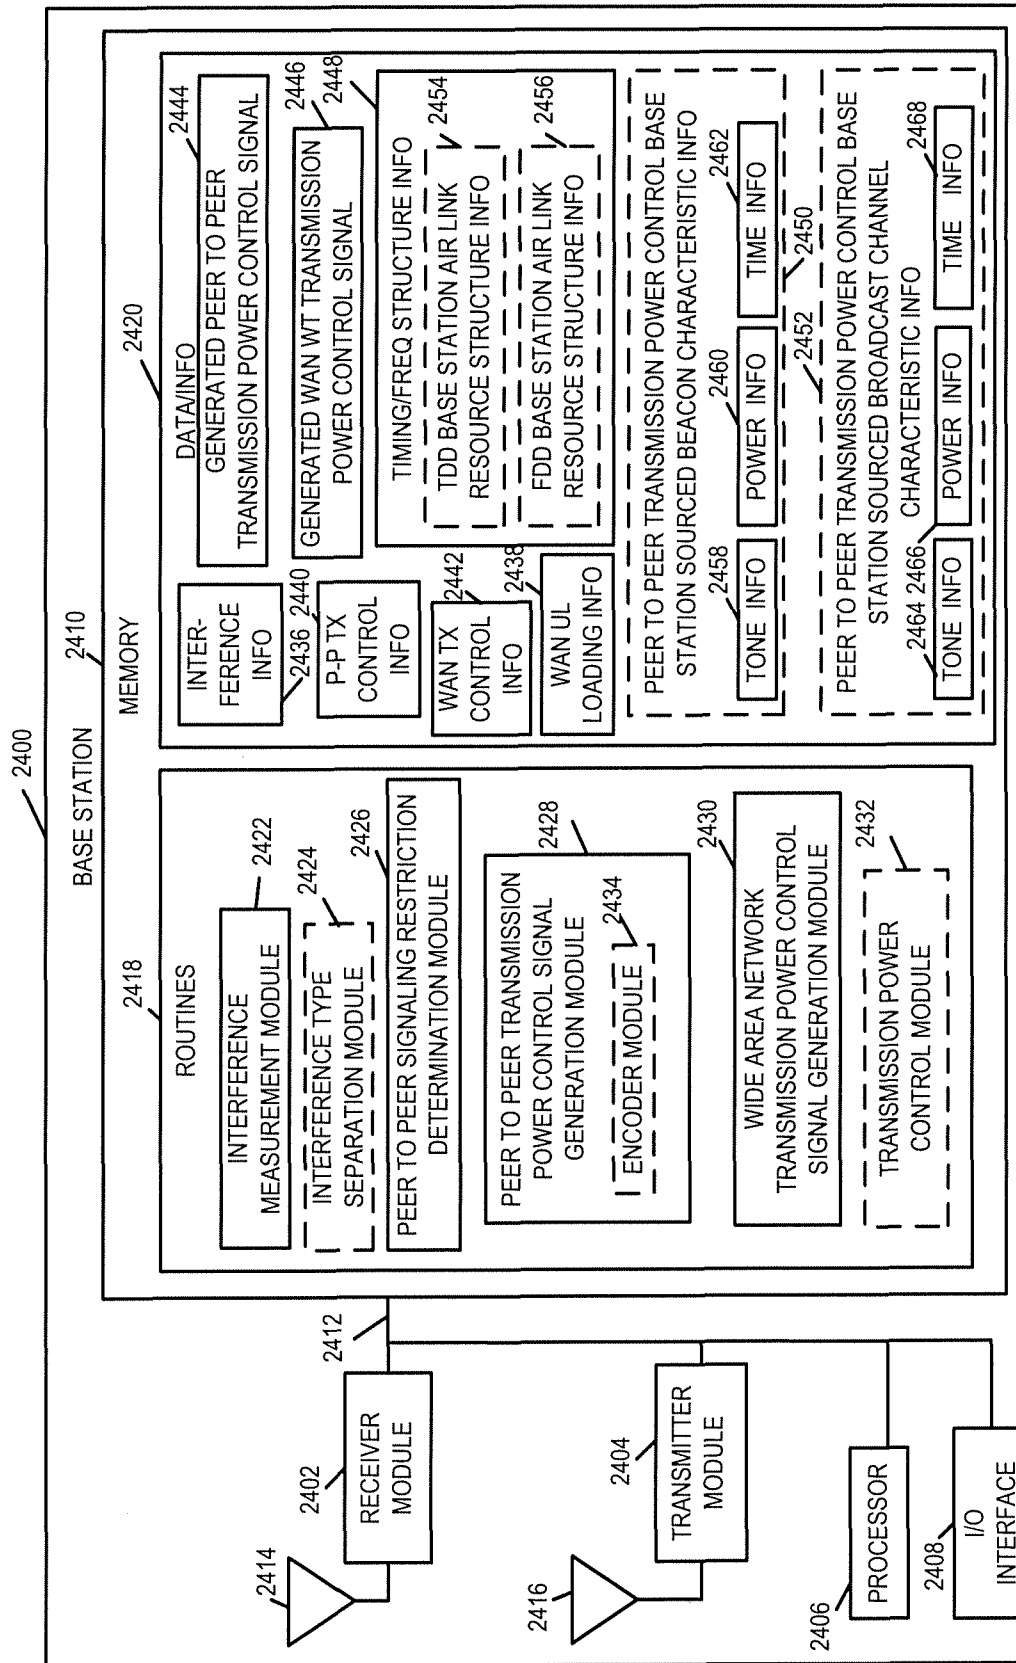 2400
BASE STATION
2410
MEMORY
2418
ROUTINES
2422
INTERFERENCE
MEASUREMENT MODULE
2424
INTERFERENCE TYPE
SEPARATION MODULE
2426
PEER TO PEER SIGNALING RESTRICTION
DETERMINATION MODULE
2428
PEER TO PEER TRANSMISSION
POWER CONTROL SIGNAL
GENERATION MODULE
2434
ENCODER MODULE
2430
WIDE AREA NETWORK
TRANSMISSION POWER CONTROL
SIGNAL GENERATION MODULE
2432
TRANSMISSION POWER
CONTROL MODULE
2420
DATA/INFO
INTER-
FERENCE
INFO
2436
2440
P-P TX
CONTROL
INFO
2442
WAN TX
CONTROL
INFO
2438
WAN UL
LOADING INFO
2444
GENERATED PEER TO PEER
TRANSMISSION POWER CONTROL SIGNAL
2446
GENERATED WAN WT TRANSMISSION
POWER CONTROL SIGNAL
2448
TIMING/FREQ STRUCTURE INFO
2454
TDD BASE STATION AIR LINK
RESOURCE STRUCTURE INFO
2456
FDD BASE STATION AIR LINK
RESOURCE STRUCTURE INFO
PEER TO PEER TRANSMISSION POWER CONTROL BASE
STATION SOURCED BEACON CHARACTERISTIC INFO
2458
TONE INFO
2460
POWER INFO
2462
TIME INFO
2450
2452
PEER TO PEER TRANSMISSION POWER CONTROL BASE
STATION SOURCED BROADCAST CHANNEL
CHARACTERISTIC INFO
2464
TONE INFO
2466
POWER INFO
2468
TIME INFO
2412
2414
2402
RECEIVER
MODULE
2416
2404
TRANSMITTER
MODULE
2406
PROCESSOR
2408
I/O
INTERFACE